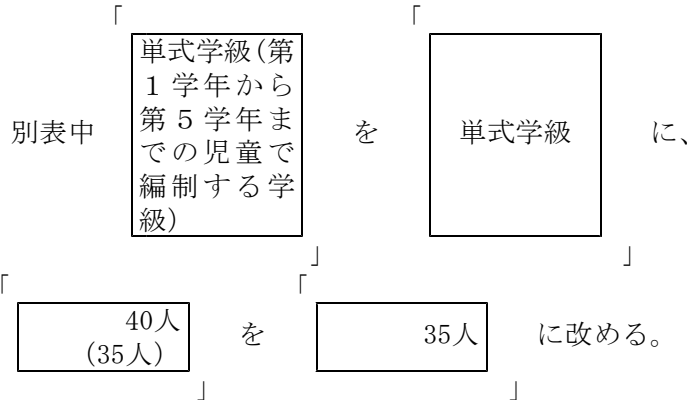 「 「
単式学級(第
1学年から
第5学年ま
での児童で
編制する学
級)
別表中 を 単式学級 に、
」 」
「 「
40人
(35人) を 35人 に改める。
」 」